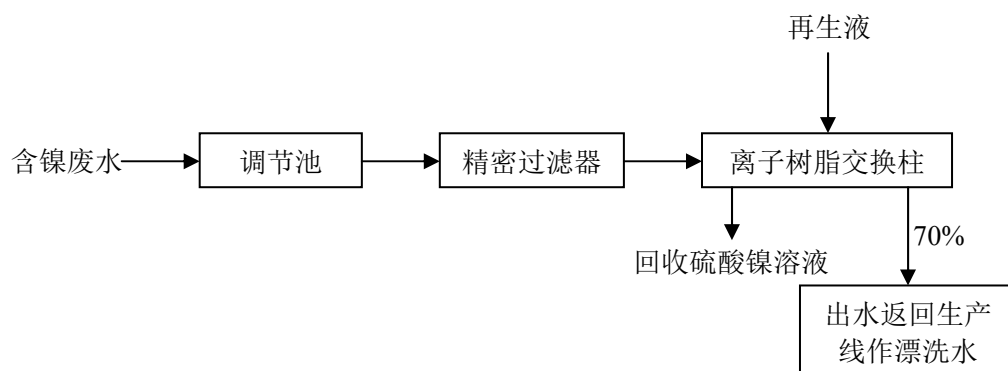 再生液
含镍废水
调节池
精密过滤器
离子树脂交换柱
70%
回收硫酸镍溶液
出水返回生产
线作漂洗水